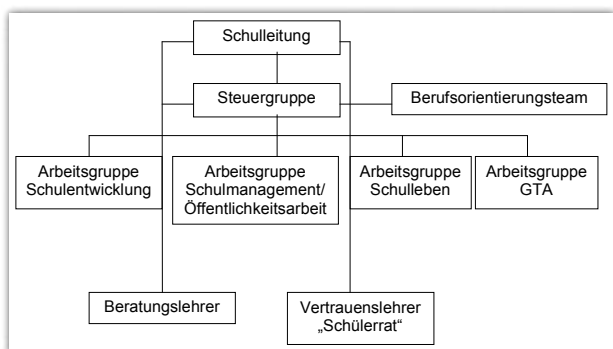 Schulleitung
Steuergruppe
Berufsorientierungsteam
Arbeitsgruppe
Schulentwicklung
Arbeitsgruppe
Schulmanagement/
Öffentlichkeitsarbeit
Arbeitsgruppe
Schulleben
Arbeitsgruppe
GTA
Beratungslehrer
Vertrauenslehrer
„Schülerrat“